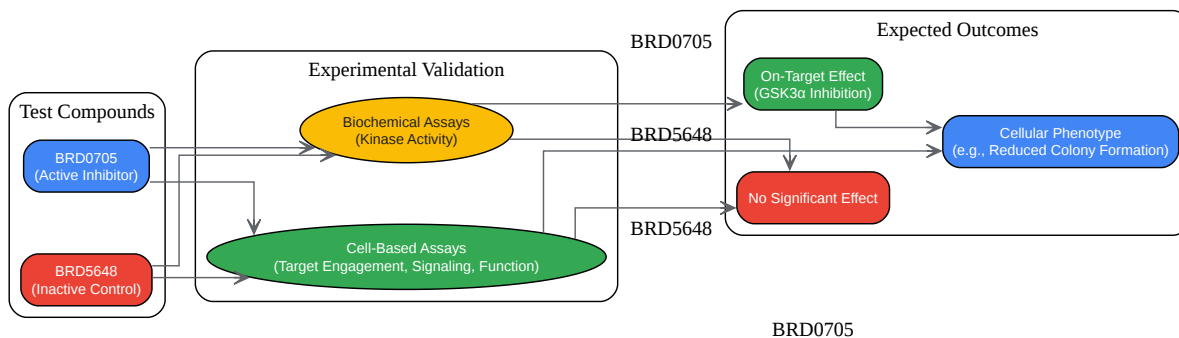 Test Compounds
BRD0705
(Active Inhibitor)
BRD5648
(Inactive Control)
Experimental Validation
Biochemical Assays
(Kinase Activity)
Cell-Based Assays
(Target Engagement, Signaling, Function)
BRD0705
BRD5648
BRD5648
BRD0705
Expected Outcomes
On-Target Effect
(GSK3α Inhibition)
No Significant Effect
Cellular Phenotype
(e.g., Reduced Colony Formation)